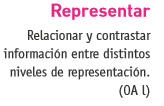 Representar
Relacionar y contrastar
información entre distintos
niveles de representación.
(OA l)